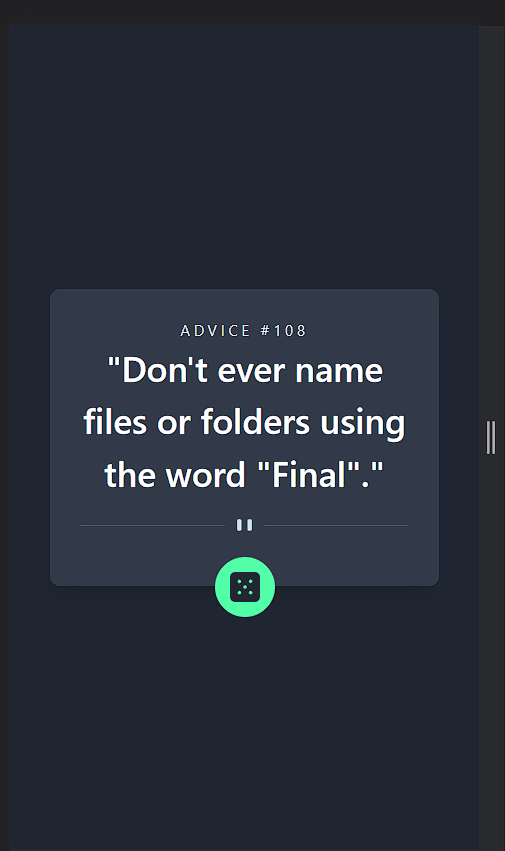 ADVICE #108
"Don't ever name
files or folders using
the word "Final"."